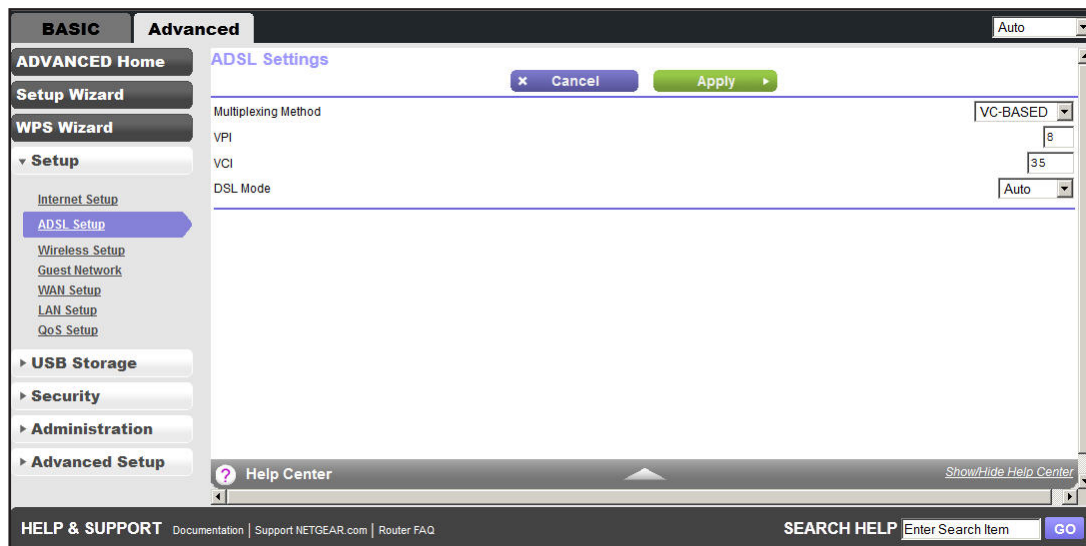 BASIC
Advanced
Auto
ADVANCED Home
Setup Wizard
WPS Wizard
Setup
Internet Setup
ADSL Setup
Wireless Setup
Guest Network
WAN Setup
LAN Setup
QoS Setup
USB Storage
Security
Administration
Advanced Setup
ADSL Settings
× Cancel
Apply
Multiplexing Method VC-BASED
VPI 8
VCI 35
DSL Mode Auto
? Help Center
Show/Hide Help Center
HELP & SUPPORT Documentation | Support NETGEAR.com | Router FAQ
SEARCH HELP Enter Search Item GO